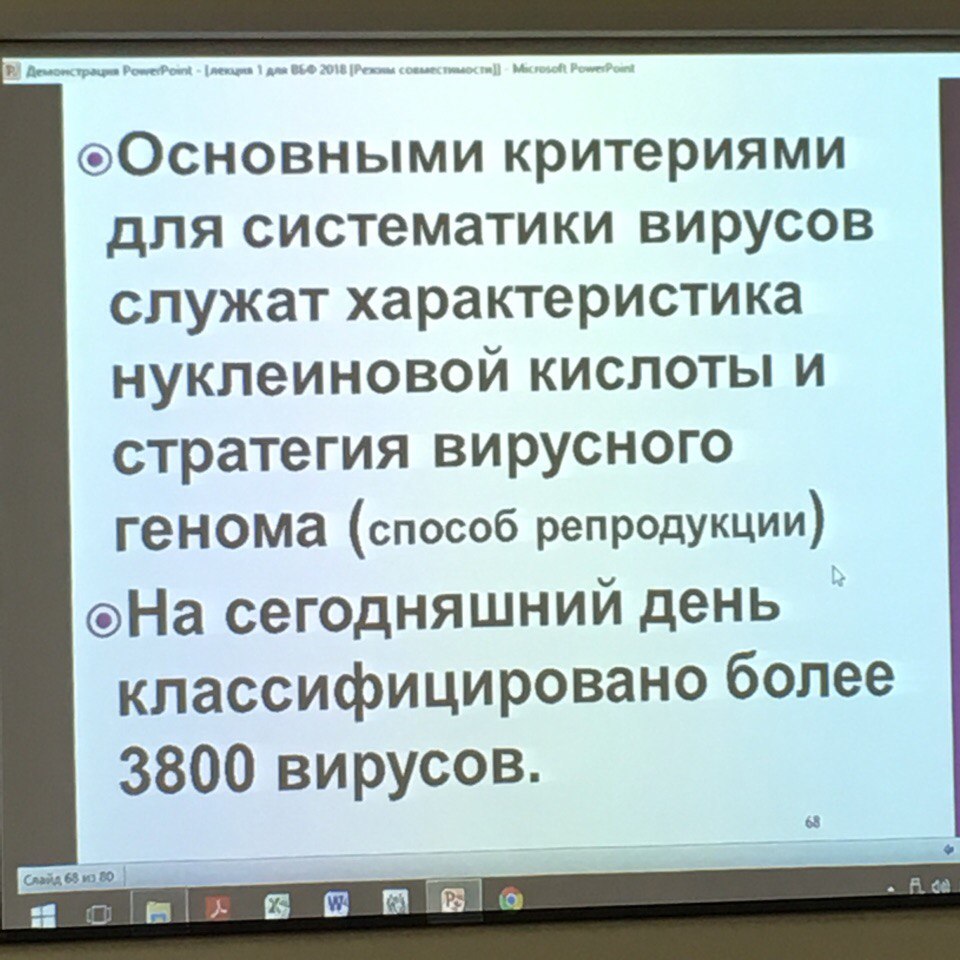 Демонстрация PowerPoint - [лекция 1 для ВБФ 2018 [Режим совместимости]] - Microsoft PowerPoint
Основными критериями
для систематики вирусов
служат характеристика
нуклеиновой кислоты и
стратегия вирусного
генома (способ репродукции)
На сегодняшний день
классифицировано более
3800 вирусов.
68
Слайд 68 из 80